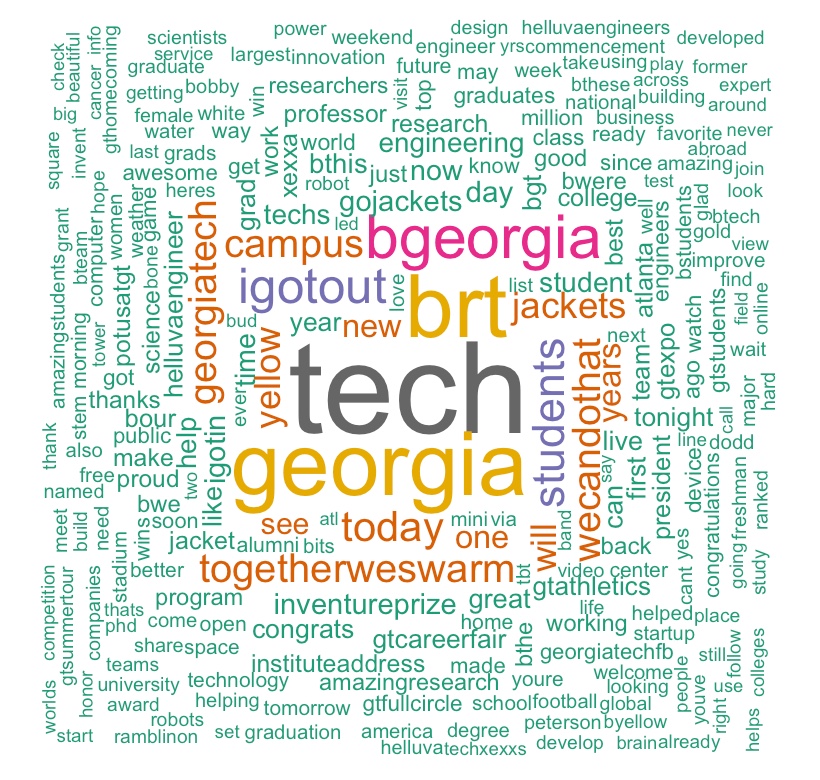 power weekend design helluvaengineers
scientists engineer yrs commencement developed
check beautiful cancer info gthomecoming
service largest innovation take using play former
graduate future may week
getting bobby researchers visit top graduates bthese across expert
big female white win professor million national building around
water way work xexxa world research class ready business favorite never
square invent last grads engineering abroad
awesome get bthis just now know good since amazing join
heres robot bwere test look
hope women weather game grad techs gojackets day bgt college well glad btech
grant led gold view
amazingstudents bteam computer science bone helluvaengineer georgiatech campus bgeorgia best atlanta engineers bstudents improve
potusatgt igotout love list student find
stem morning tower bud year new brt jackets next field online
got time yellow tech students wecandothat years team gtexpo ago watch gtstudents wait
thanks ever tonight call major hard
thank also bour public help igotin georgia live line dodd
make say
free proud two like can first president device congratulations freshman
named bwe see atl today mini via one will band back yes ranked
meet build need wins soon jacket alumni bits
stadium better togetherweswarm tbt video center cant going study
program inventureprize great gtathletics life helped place
competition gtsummertour companies thats come open congrats home working startup
phd share space gtcareerfair bthe georgiatechfb still follow colleges
teams instituteaddress made welcome
university technology amazingresearch youre looking people use
worlds honor award helping tomorrow gtfullcircle school football global youve right helps
robots peterson byellow
start ramblinon set graduation america degree
helluvatech xexxs develop brain already